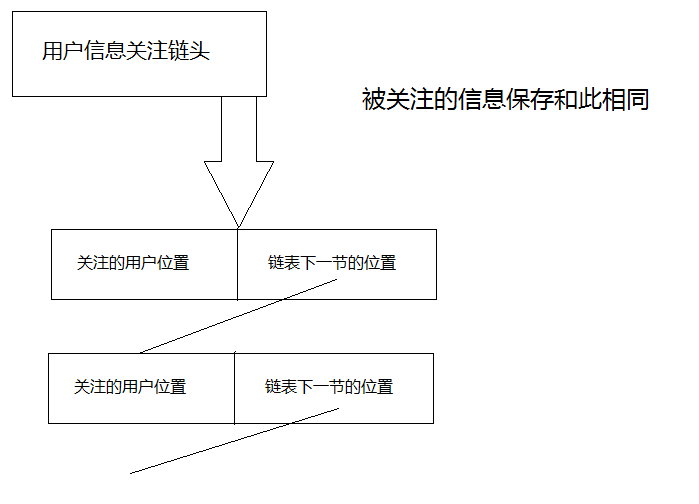 用户信息关注链头
被关注的信息保存和此相同
关注的用户位置
链表下一节的位置
关注的用户位置
链表下一节的位置